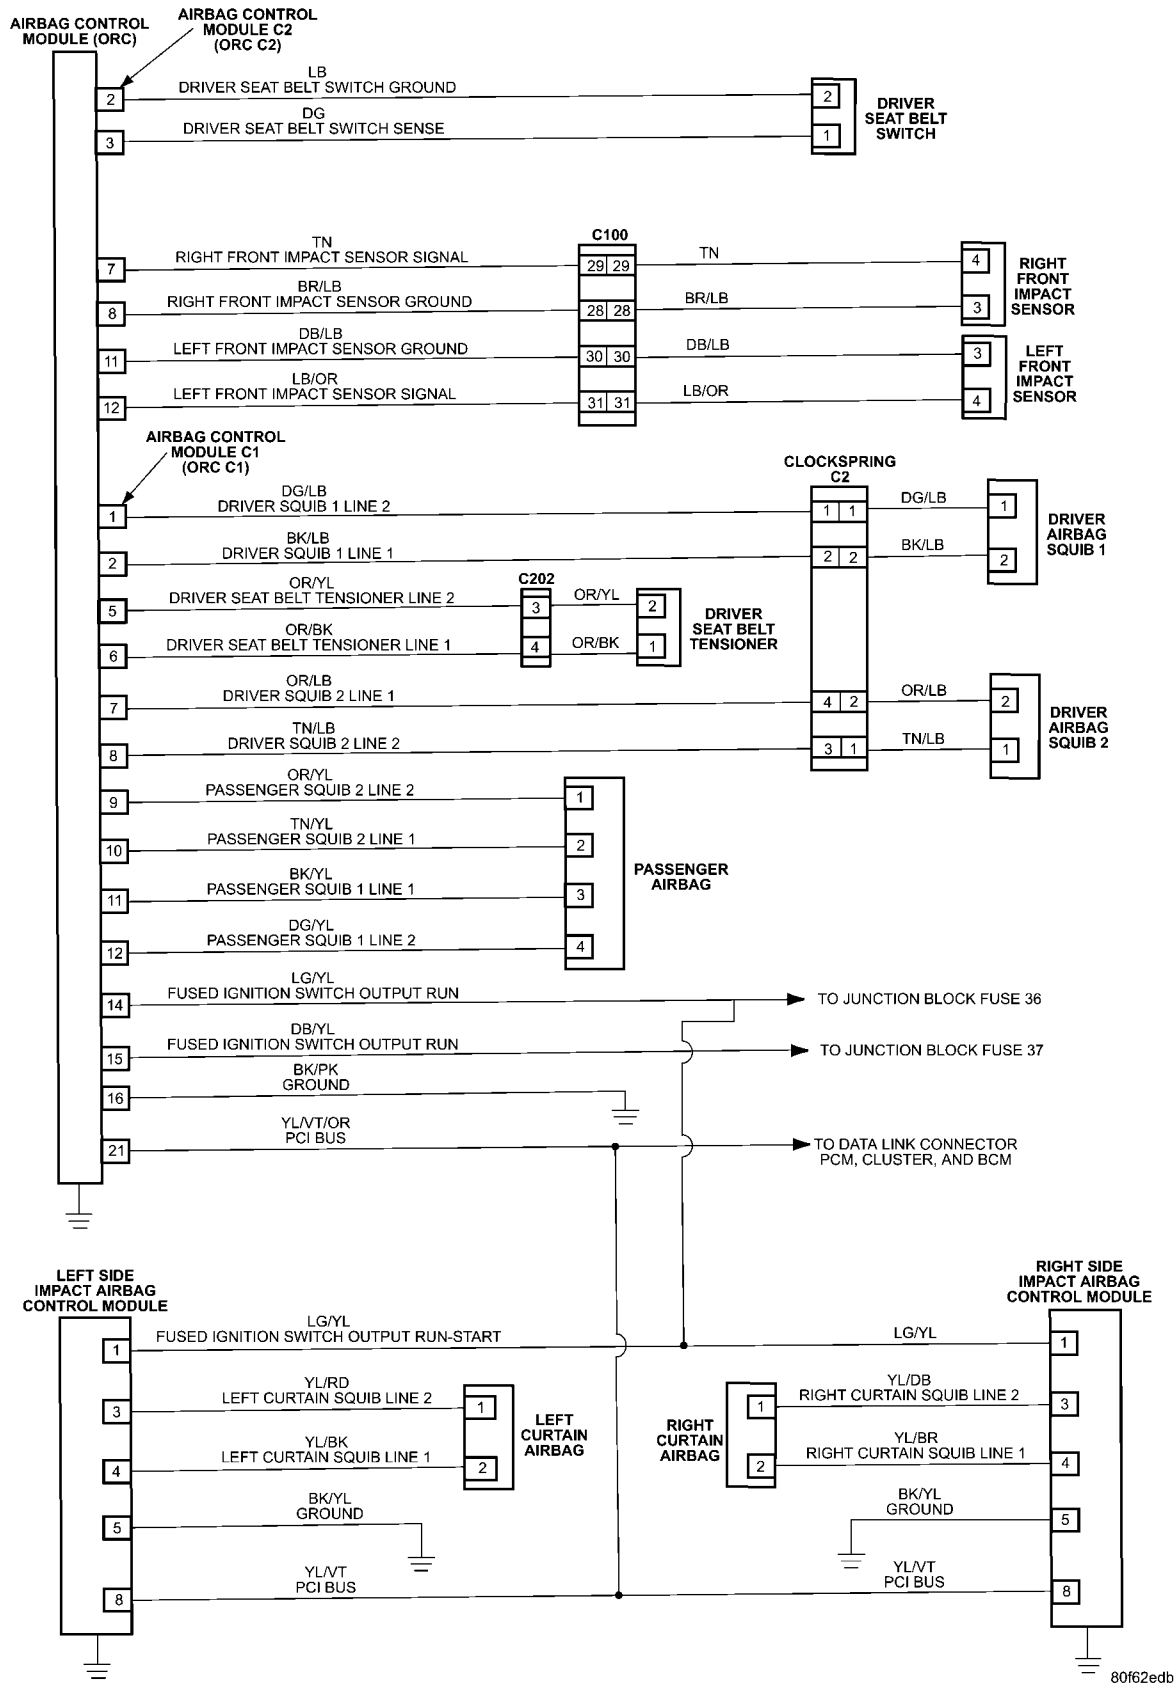 AIRBAG CONTROL
MODULE (ORC)
AIRBAG CONTROL
MODULE C2
(ORC C2)
2
LB
DRIVER SEAT BELT SWITCH GROUND
2
3
DG
DRIVER SEAT BELT SWITCH SENSE
1
DRIVER
SEAT BELT
SWITCH
C100
7
TN
RIGHT FRONT IMPACT SENSOR SIGNAL
29 29
TN
4
8
BR/LB
RIGHT FRONT IMPACT SENSOR GROUND
28 28
BR/LB
3
RIGHT
FRONT
IMPACT
SENSOR
11
DB/LB
LEFT FRONT IMPACT SENSOR GROUND
30 30
DB/LB
3
12
LB/OR
LEFT FRONT IMPACT SENSOR SIGNAL
31 31
LB/OR
4
LEFT
FRONT
IMPACT
SENSOR
AIRBAG CONTROL
MODULE C1
(ORC C1)
CLOCKSPRING
C2
1
DG/LB
DRIVER SQUIB 1 LINE 2
1 1
DG/LB
1
2
BK/LB
DRIVER SQUIB 1 LINE 1
2 2
BK/LB
2
DRIVER
AIRBAG
SQUIB 1
C202
5
OR/YL
DRIVER SEAT BELT TENSIONER LINE 2
3
OR/YL
2
6
OR/BK
DRIVER SEAT BELT TENSIONER LINE 1
4
OR/BK
1
DRIVER
SEAT BELT
TENSIONER
7
OR/LB
DRIVER SQUIB 2 LINE 1
4 2
OR/LB
2
8
TN/LB
DRIVER SQUIB 2 LINE 2
3 1
TN/LB
1
DRIVER
AIRBAG
SQUIB 2
9
OR/YL
PASSENGER SQUIB 2 LINE 2
1
10
TN/YL
PASSENGER SQUIB 2 LINE 1
2
11
BK/YL
PASSENGER SQUIB 1 LINE 1
3
12
DG/YL
PASSENGER SQUIB 1 LINE 2
4
PASSENGER
AIRBAG
14
LG/YL
FUSED IGNITION SWITCH OUTPUT RUN
TO JUNCTION BLOCK FUSE 36
15
DB/YL
FUSED IGNITION SWITCH OUTPUT RUN
TO JUNCTION BLOCK FUSE 37
16
BK/PK
GROUND
21
YL/VT/OR
PCI BUS
TO DATA LINK CONNECTOR
PCM, CLUSTER, AND BCM
LEFT SIDE
IMPACT AIRBAG
CONTROL MODULE
RIGHT SIDE
IMPACT AIRBAG
CONTROL MODULE
1
LG/YL
FUSED IGNITION SWITCH OUTPUT RUN-START
LG/YL
1
3
YL/RD
LEFT CURTAIN SQUIB LINE 2
1
4
YL/BK
LEFT CURTAIN SQUIB LINE 1
2
LEFT
CURTAIN
AIRBAG
RIGHT
CURTAIN
AIRBAG
1
YL/DB
RIGHT CURTAIN SQUIB LINE 2
3
2
YL/BR
RIGHT CURTAIN SQUIB LINE 1
4
5
BK/YL
GROUND
BK/YL
GROUND
5
8
YL/VT
PCI BUS
YL/VT
PCI BUS
8
80f62edb